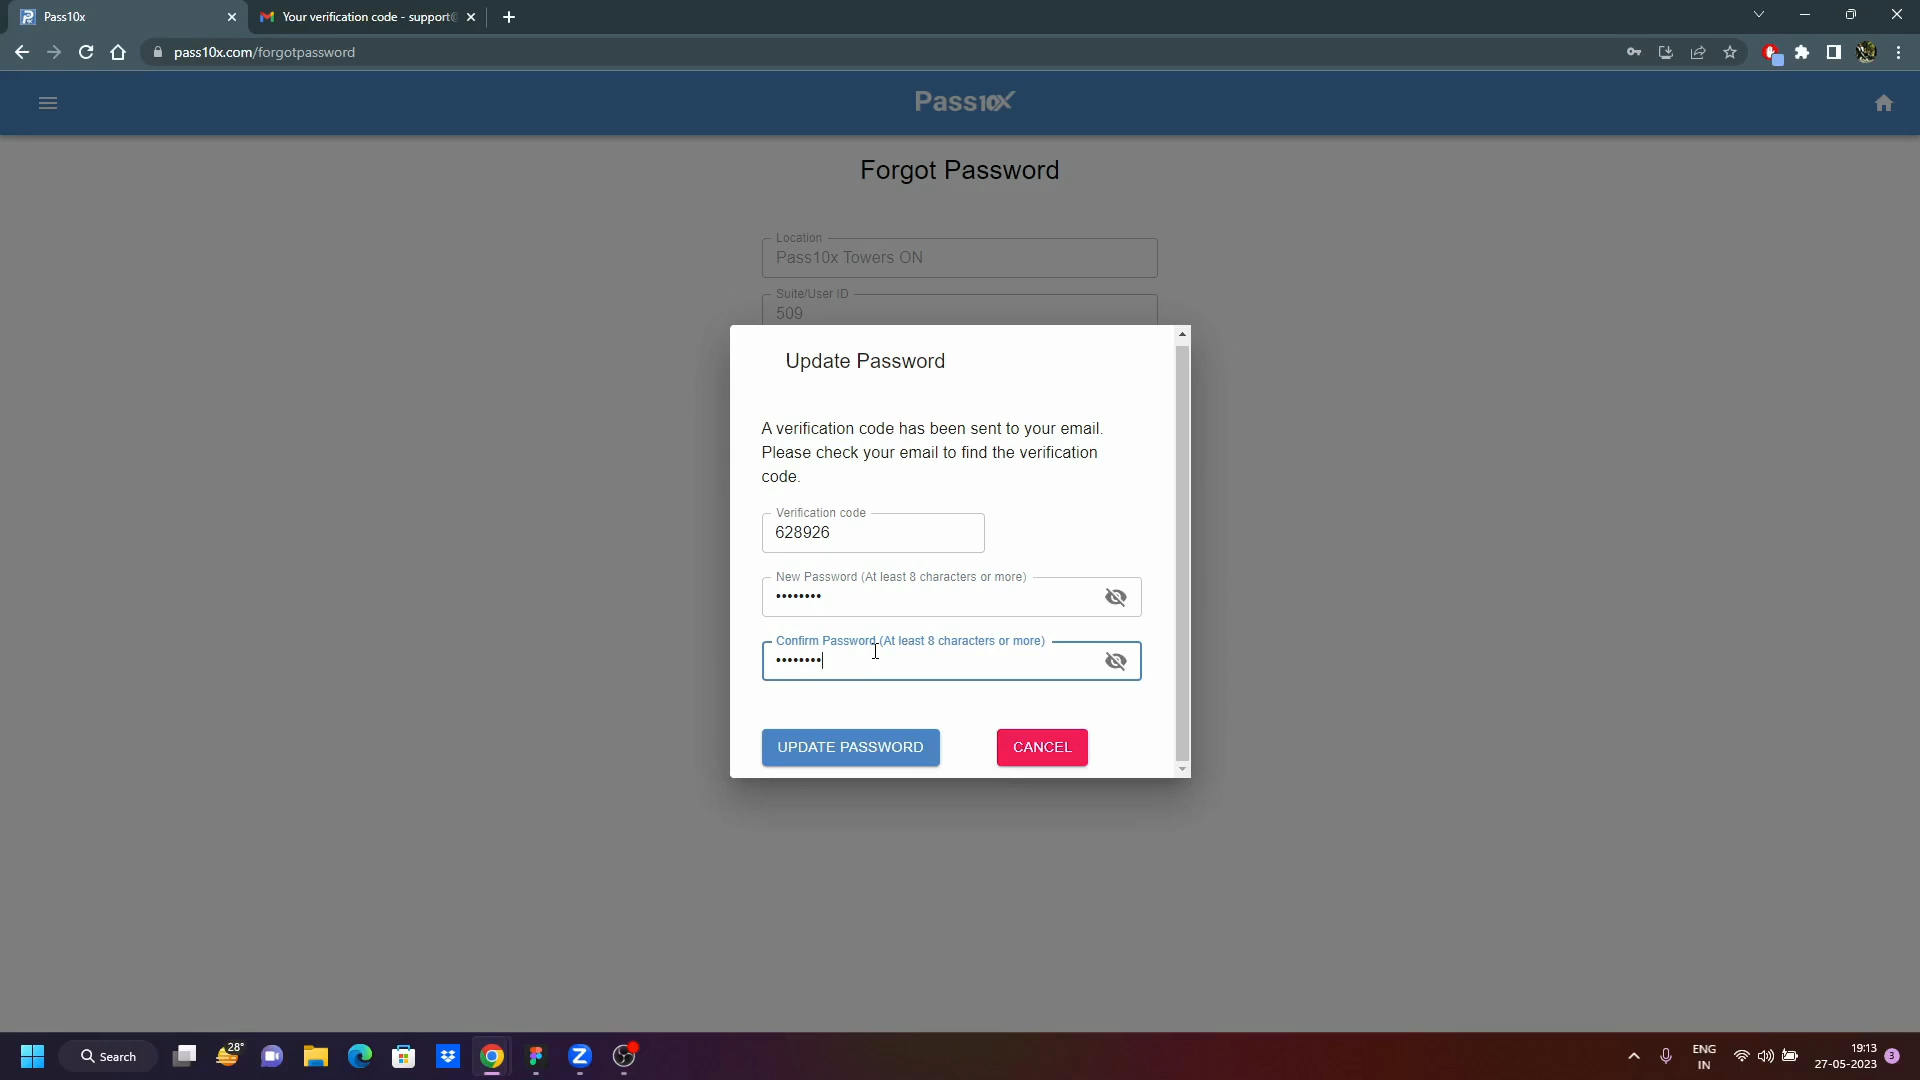 Pass10x
Your verification code - support@
pass10x.com/forgotpassword
Pass10X
Forgot Password
Location
Pass10x Towers ON
Suite/User ID
509
Update Password
A verification code has been sent to your email.
Please check your email to find the verification
code.
Verification code
628926
New Password (At least 8 characters or more)
••••••••
Confirm Password (At least 8 characters or more)
••••••••
UPDATE PASSWORD
CANCEL
Search
28°
ENG
IN
19:13
27-05-2023
3